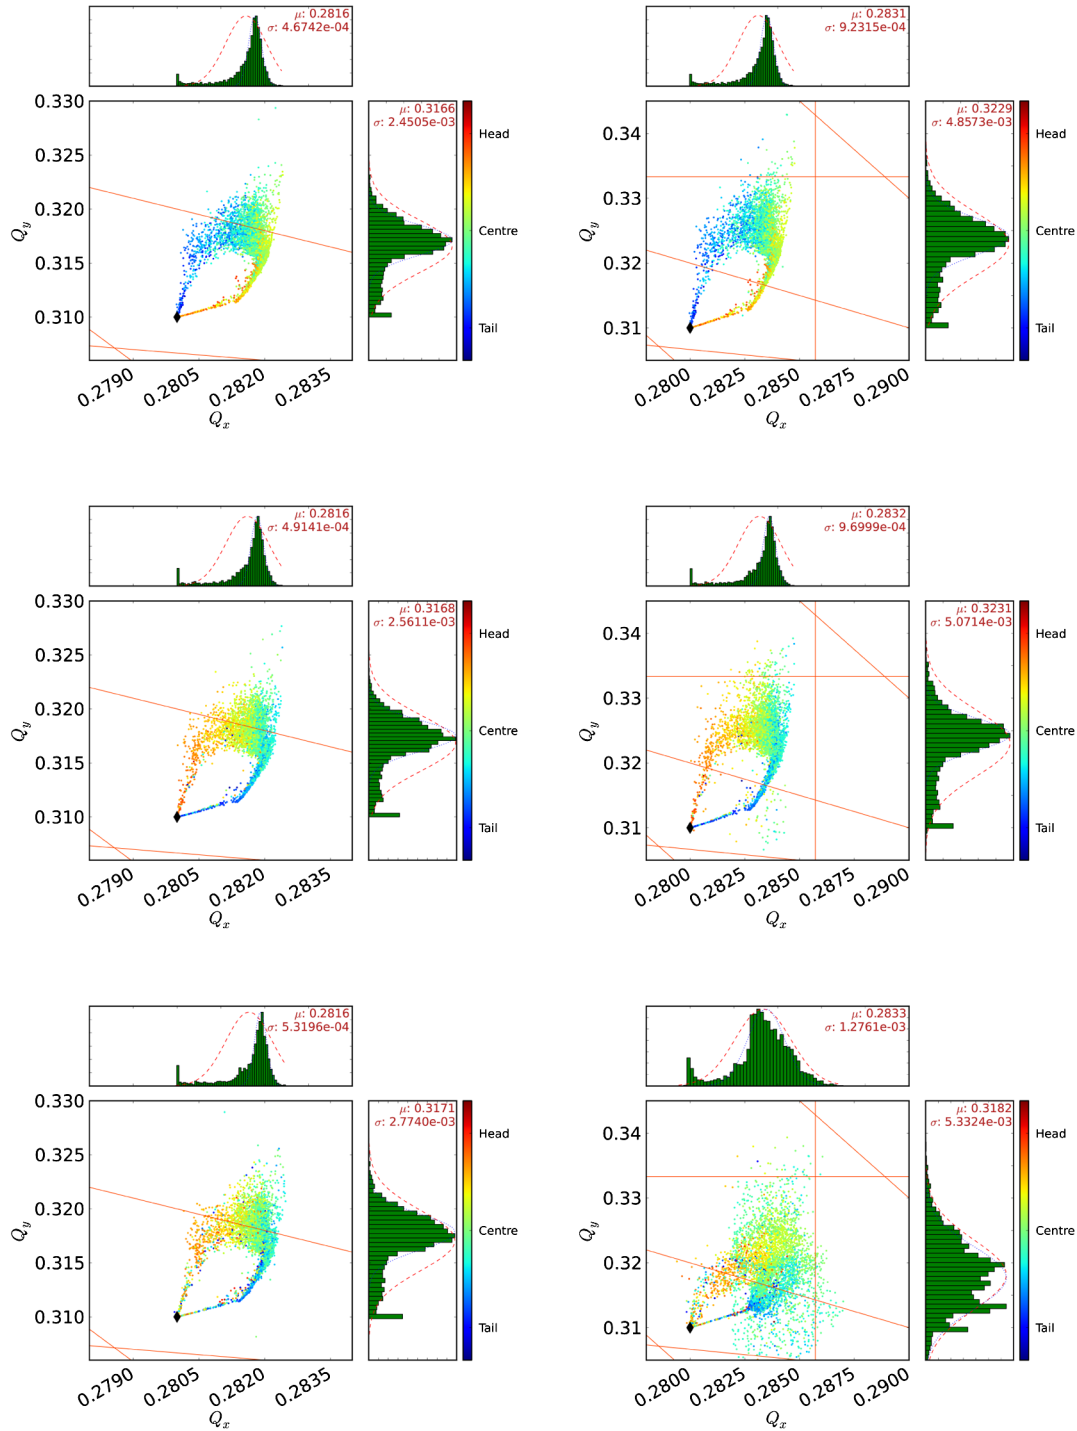 μ: 0.2816
σ: 4.6742e-04
μ: 0.3166
σ: 2.4505e-03
0.330
0.325
0.320
0.315
0.310
Q_y
0.2790
0.2805
0.2820
0.2835
Q_x
Head
Centre
Tail
μ: 0.2831
σ: 9.2315e-04
μ: 0.3229
σ: 4.8573e-03
0.34
0.33
0.32
0.31
Q_y
0.2800
0.2825
0.2850
0.2875
0.2900
Q_x
Head
Centre
Tail
μ: 0.2816
σ: 4.9141e-04
μ: 0.3168
σ: 2.5611e-03
0.330
0.325
0.320
0.315
0.310
Q_y
0.2790
0.2805
0.2820
0.2835
Q_x
Head
Centre
Tail
μ: 0.2832
σ: 9.6999e-04
μ: 0.3231
σ: 5.0714e-03
0.34
0.33
0.32
0.31
Q_y
0.2800
0.2825
0.2850
0.2875
0.2900
Q_x
Head
Centre
Tail
μ: 0.2816
σ: 5.3196e-04
μ: 0.3171
σ: 2.7740e-03
0.330
0.325
0.320
0.315
0.310
Q_y
0.2790
0.2805
0.2820
0.2835
Q_x
Head
Centre
Tail
μ: 0.2833
σ: 1.2761e-03
μ: 0.3182
σ: 5.3324e-03
0.34
0.33
0.32
0.31
Q_y
0.2800
0.2825
0.2850
0.2875
0.2900
Q_x
Head
Centre
Tail